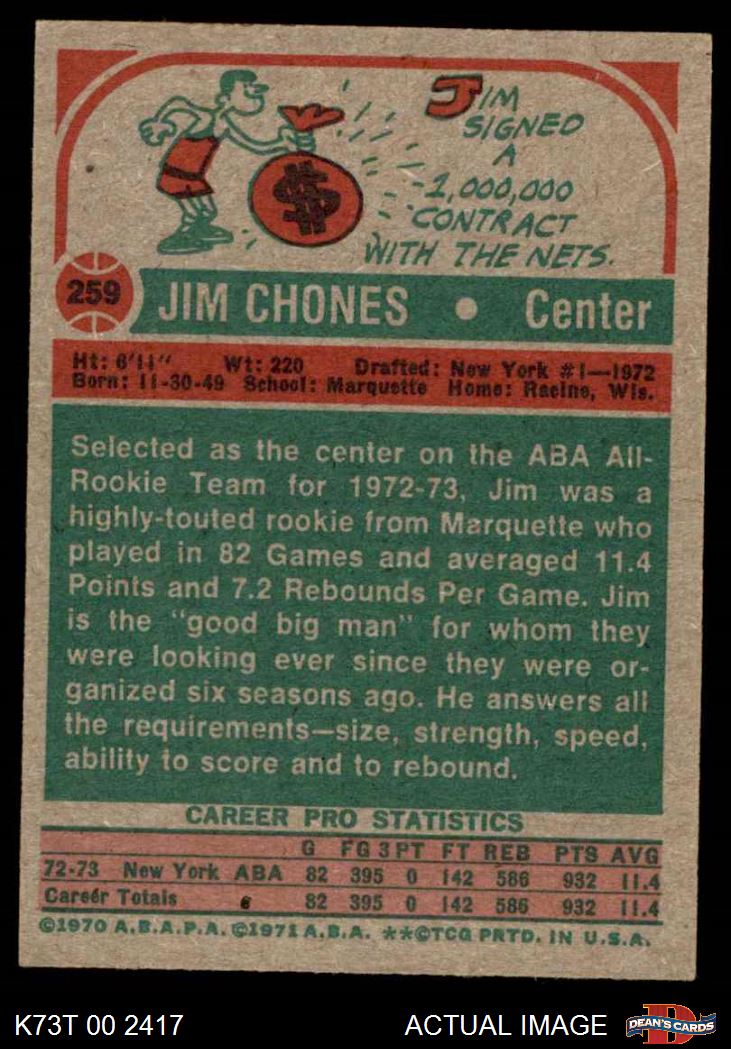 JIM
SIGNED
A
1,000,000
CONTRACT
WITH THE NETS.
$
259
JIM CHONES • Center
Ht: 6'11" Wt: 220 Drafted: New York #1—1972
Born: 11-30-49 School: Marquette Home: Racine, Wis.
Selected as the center on the ABA All-
Rookie Team for 1972-73, Jim was a
highly-touted rookie from Marquette who
played in 82 Games and averaged 11.4
Points and 7.2 Rebounds Per Game. Jim
is the "good big man" for whom they
were looking ever since they were or-
ganized six seasons ago. He answers all
the requirements—size, strength, speed,
ability to score and to rebound.
CAREER PRO STATISTICS
G FG 3PT FT REB PTS AVG
72-73 New York ABA 82 395 0 142 586 932 11.4
Career Totals 82 395 0 142 586 932 11.4
©1970 A.B.A.P.A. ©1971 A.B.A. **©TCG PRTD. IN U.S.A.
K73T 00 2417 ACTUAL IMAGE
D
DEAN'S CARDS